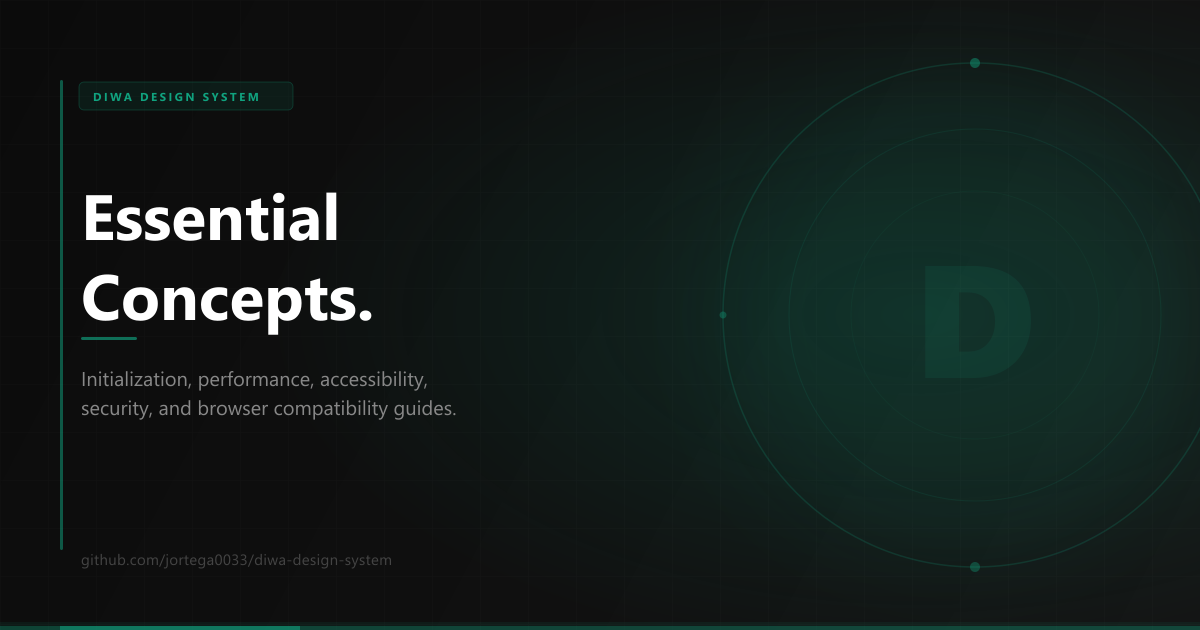 DIWA DESIGN SYSTEM
Essential
Concepts.
Initialization, performance, accessibility,
security, and browser compatibility guides.
github.com/jortega0033/diwa-design-system
D